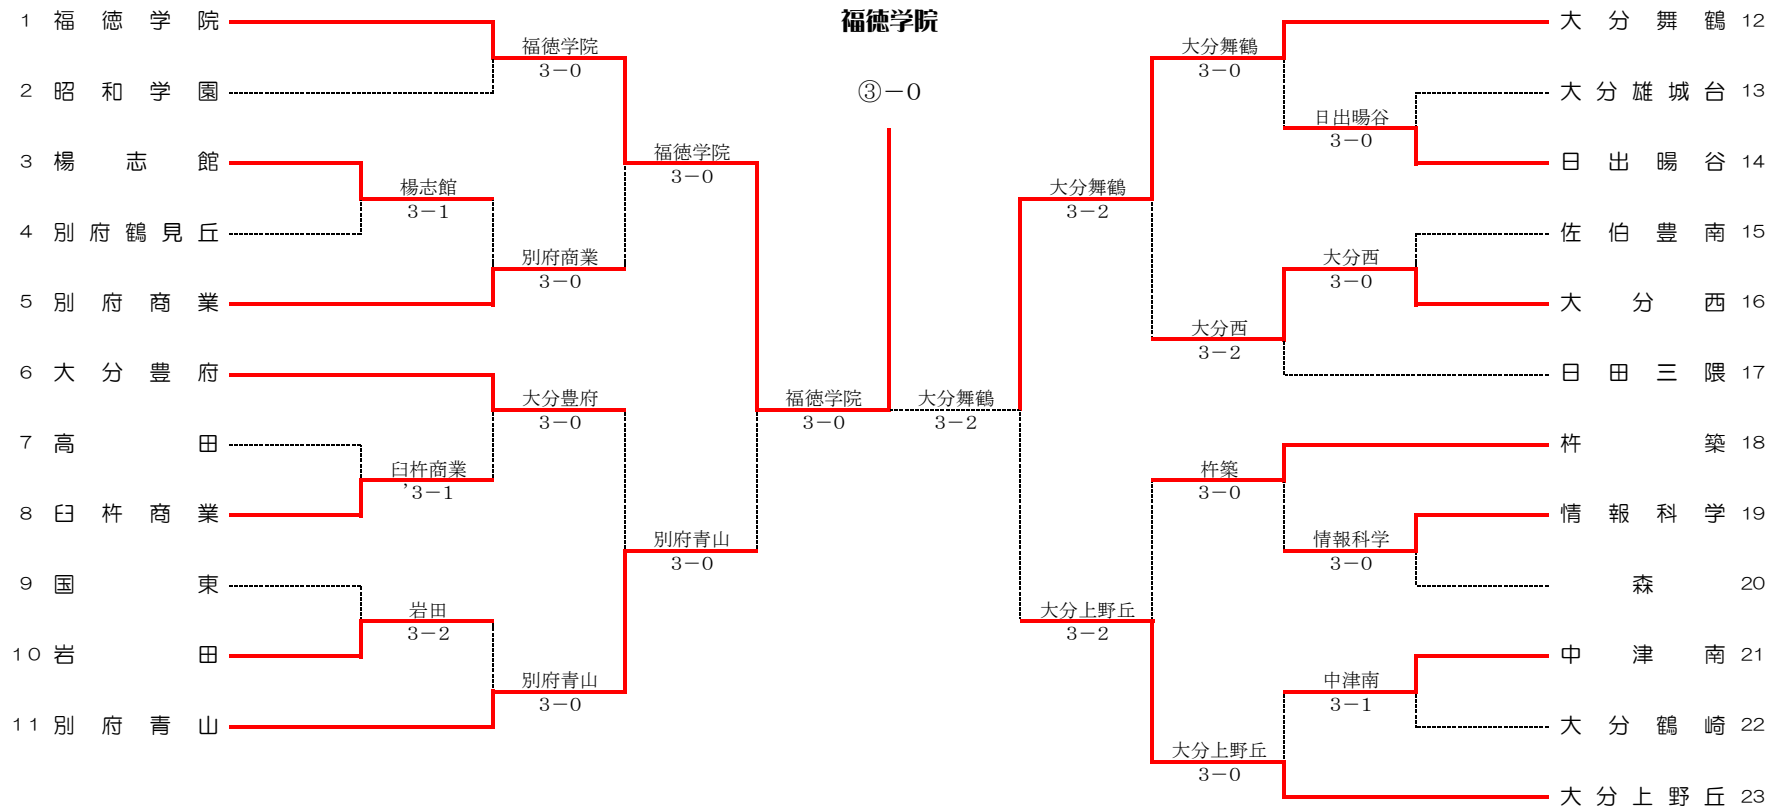 福徳学院
③－0
1 福徳学院
2 昭和学園
3 楊志館
4 別府鶴見丘
5 別府商業
6 大分豊府
7 高田
8 臼杵商業
9 国東
10 岩田
11 別府青山
福徳学院
3－0
楊志館
3－1
別府商業
3－0
大分豊府
3－0
臼杵商業
’3－1
岩田
3－2
別府青山
3－0
福徳学院
3－0
別府青山
3－0
福徳学院
3－0
大分舞鶴
3－2
大分舞鶴
3－2
大分上野丘
3－2
大分舞鶴
3－0
大分西
3－2
杵築
3－0
大分上野丘
3－0
日出暘谷
3－0
大分西
3－0
情報科学
3－0
中津南
3－1
大分舞鶴 12
大分雄城台 13
日出暘谷 14
佐伯豊南 15
大分西 16
日田三隈 17
杵築 18
情報科学 19
森 20
中津南 21
大分鶴崎 22
大分上野丘 23